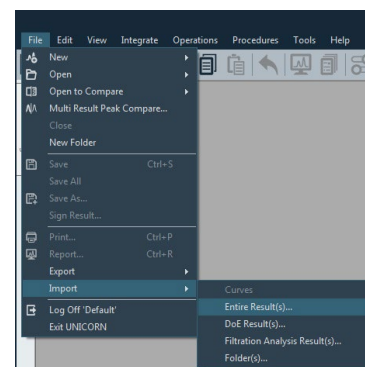 File Edit View Integrate Operations Procedures Tools Help
New
Open
Open to Compare
Multi Result Peak Compare...
Close
New Folder
Save Ctrl+S
Save All
Save As...
Sign Result...
Print... Ctrl+P
Report... Ctrl+R
Export
Import
Curves
Entire Result(s)...
DoE Result(s)...
Filtration Analysis Result(s)...
Folder(s)...
Log Off 'Default'
Exit UNICORN